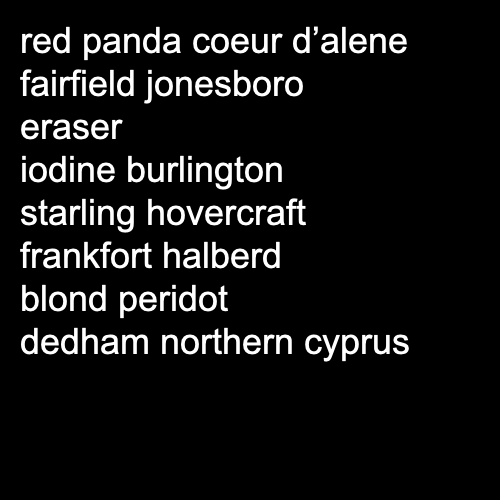 red panda coeur d’alene
fairfield jonesboro
eraser
iodine burlington
starling hovercraft
frankfort halberd
blond peridot
dedham northern cyprus